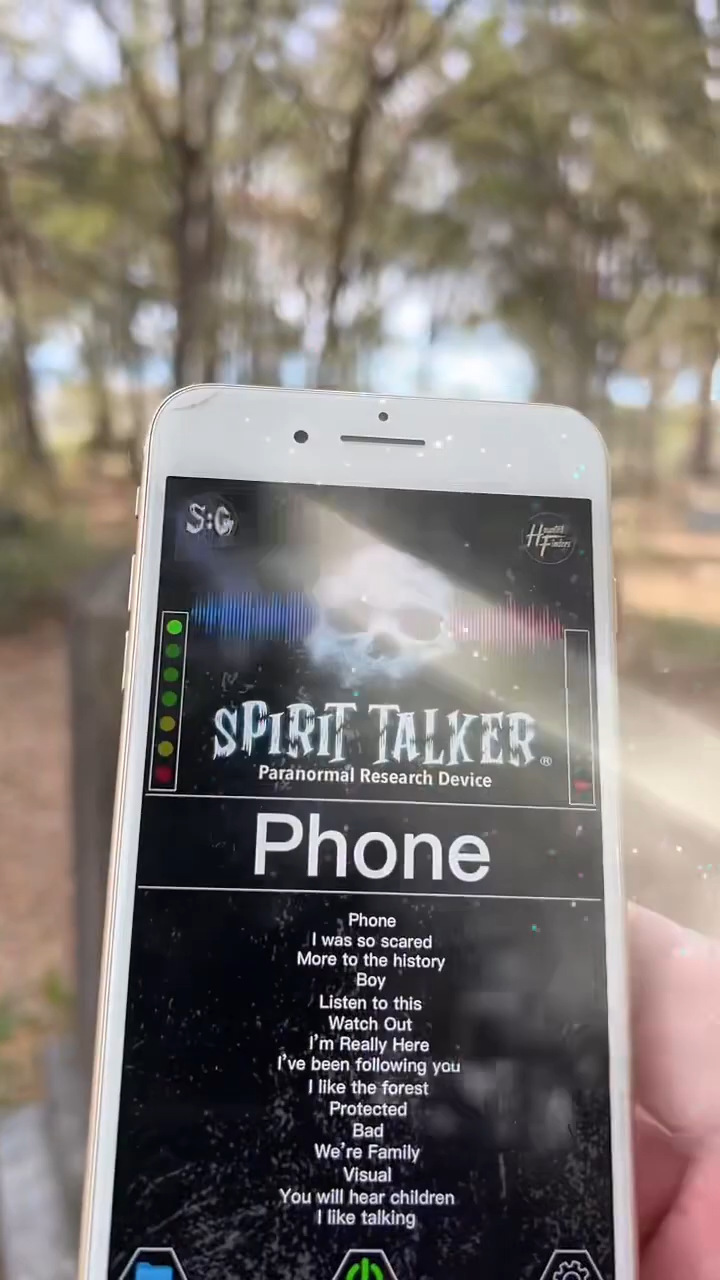 S:G
Haunted
Finders
SPIRIT TALKER®
Paranormal Research Device
Phone
Phone
I was so scared
More to the history
Boy
Listen to this
Watch Out
I'm Really Here
I've been following you
I like the forest
Protected
Bad
We're Family
Visual
You will hear children
I like talking